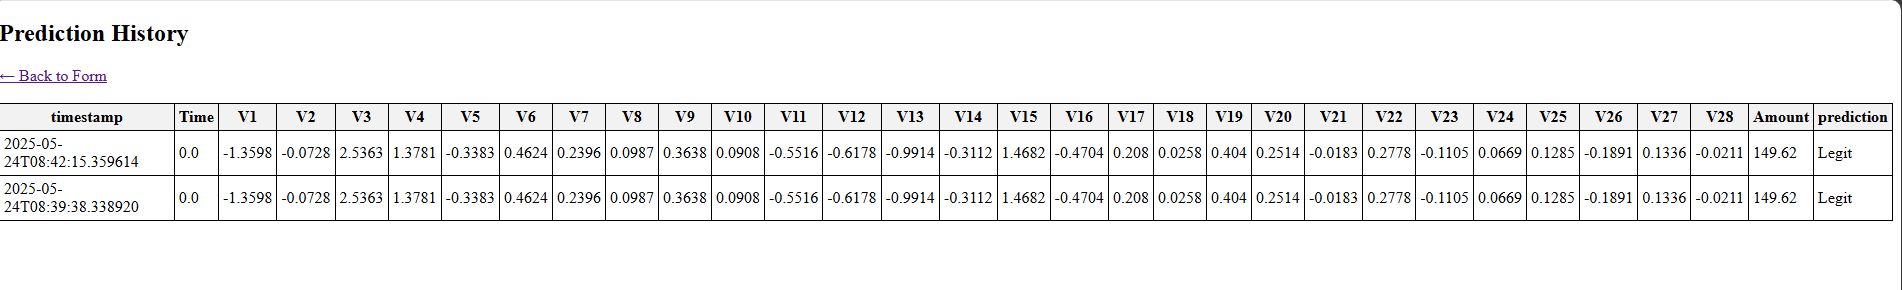 Prediction History
← Back to Form
timestamp Time V1 V2 V3 V4 V5 V6 V7 V8 V9 V10 V11 V12 V13 V14 V15 V16 V17 V18 V19 V20 V21 V22 V23 V24 V25 V26 V27 V28 Amount prediction
2025-05-
24T08:42:15.359614 0.0 -1.3598 -0.0728 2.5363 1.3781 -0.3383 0.4624 0.2396 0.0987 0.3638 0.0908 -0.5516 -0.6178 -0.9914 -0.3112 1.4682 -0.4704 0.208 0.0258 0.404 0.2514 -0.0183 0.2778 -0.1105 0.0669 0.1285 -0.1891 0.1336 -0.0211 149.62 Legit
2025-05-
24T08:39:38.338920 0.0 -1.3598 -0.0728 2.5363 1.3781 -0.3383 0.4624 0.2396 0.0987 0.3638 0.0908 -0.5516 -0.6178 -0.9914 -0.3112 1.4682 -0.4704 0.208 0.0258 0.404 0.2514 -0.0183 0.2778 -0.1105 0.0669 0.1285 -0.1891 0.1336 -0.0211 149.62 Legit